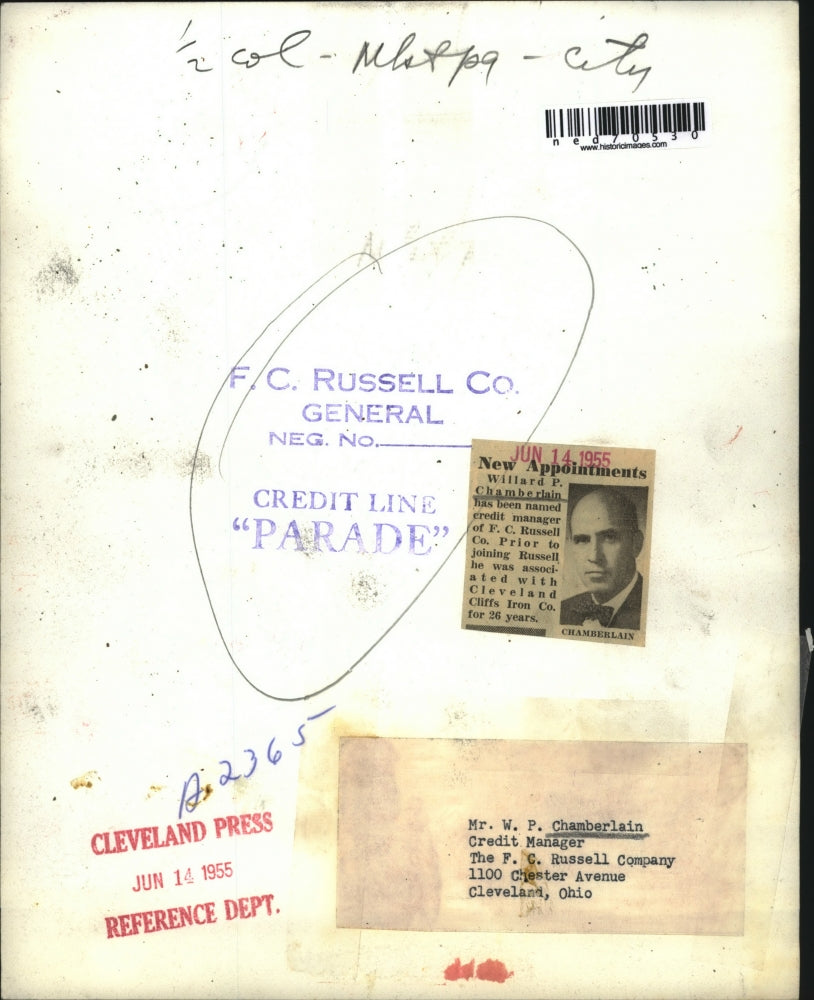 ½ col - Mkt pg - City
ned70530
www.historicimages.com
F. C. RUSSELL CO.
GENERAL
NEG. NO.
CREDIT LINE
"PARADE"
JUN 14 1955
New Appointments
Willard P.
Chamberlain
has been named
credit manager
of F. C. Russell
Co. Prior to
joining Russell
he was associ-
ated with
Cleveland
Cliffs Iron Co.
for 26 years.
CHAMBERLAIN
A2365
CLEVELAND PRESS
JUN 14 1955
REFERENCE DEPT.
Mr. W. P. Chamberlain
Credit Manager
The F. C. Russell Company
1100 Chester Avenue
Cleveland, Ohio